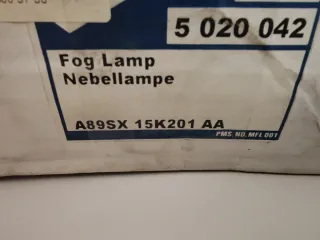 5 020 042
Fog Lamp
Nebellampe
A89SX 15K201 AA
PMS. NO. MFL 001